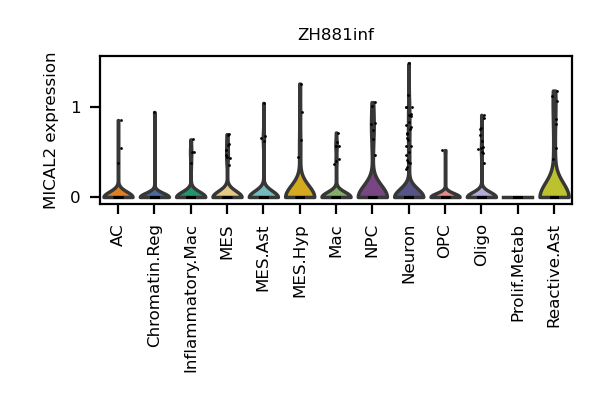 ZH881inf
MICAL2 expression
1
0
AC
Chromatin.Reg
Inflammatory.Mac
MES
MES.Ast
MES.Hyp
Mac
NPC
Neuron
OPC
Oligo
Prolif.Metab
Reactive.Ast